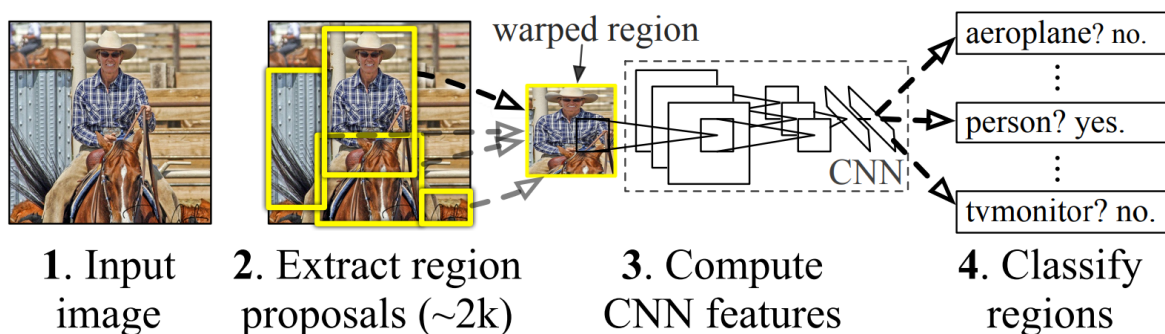 warped region
aeroplane? no.
person? yes.
CNN
tvmonitor? no.
1. Input
image
2. Extract region
proposals (~2k)
3. Compute
CNN features
4. Classify
regions